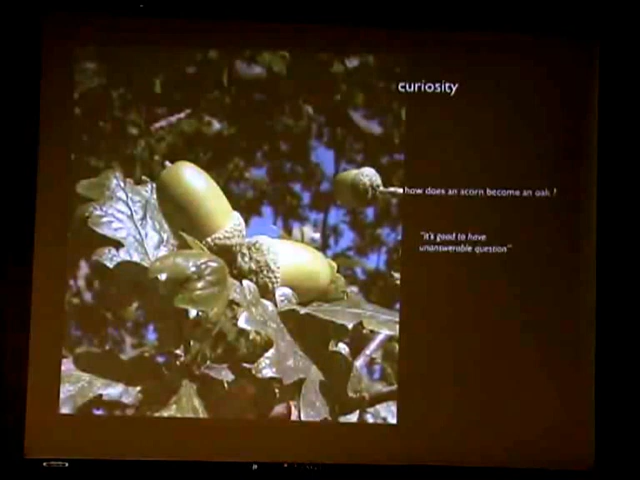 curiosity
how does an acorn become an oak ?
"it's good to have
unanswerable question"